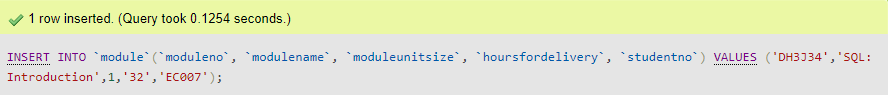 1 row inserted. (Query took 0.1254 seconds.)
INSERT INTO `module`(`moduleno`, `modulename`, `moduleunitsize`, `hoursfordelivery`, `studentno`) VALUES ('DH3J34','SQL:
Introduction',1,'32','EC007');